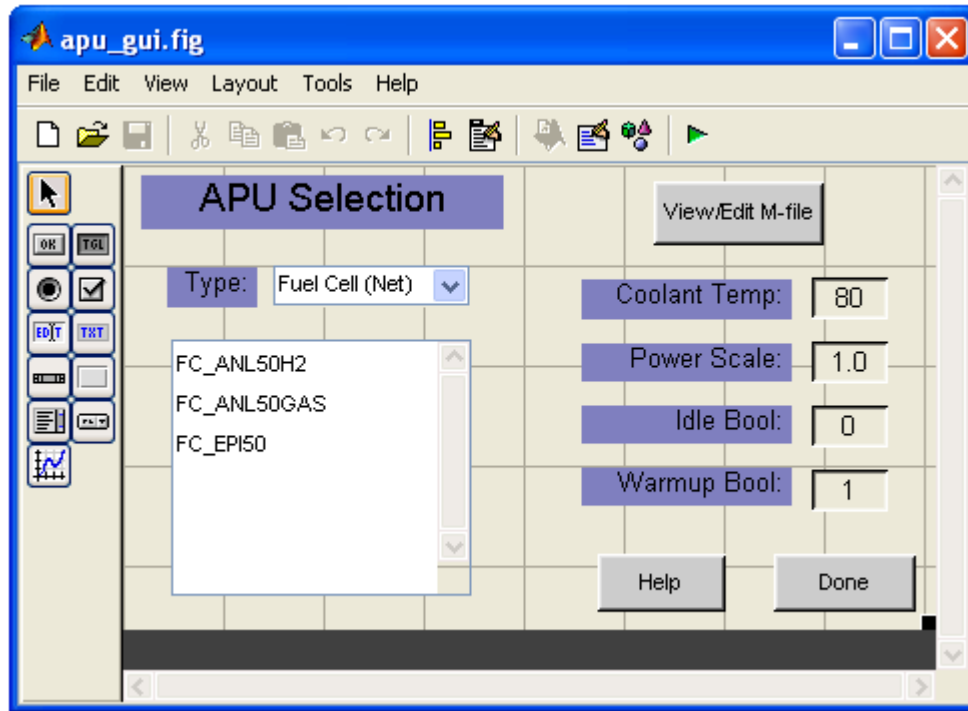 apu_gui.fig
File Edit View Layout Tools Help
OK TGL
EDIT TXT
APU Selection
View/Edit M-file
Type: Fuel Cell (Net)
Coolant Temp: 80
FC_ANL50H2
Power Scale: 1.0
FC_ANL50GAS
Idle Bool: 0
FC_EPI50
Warmup Bool: 1
Help Done